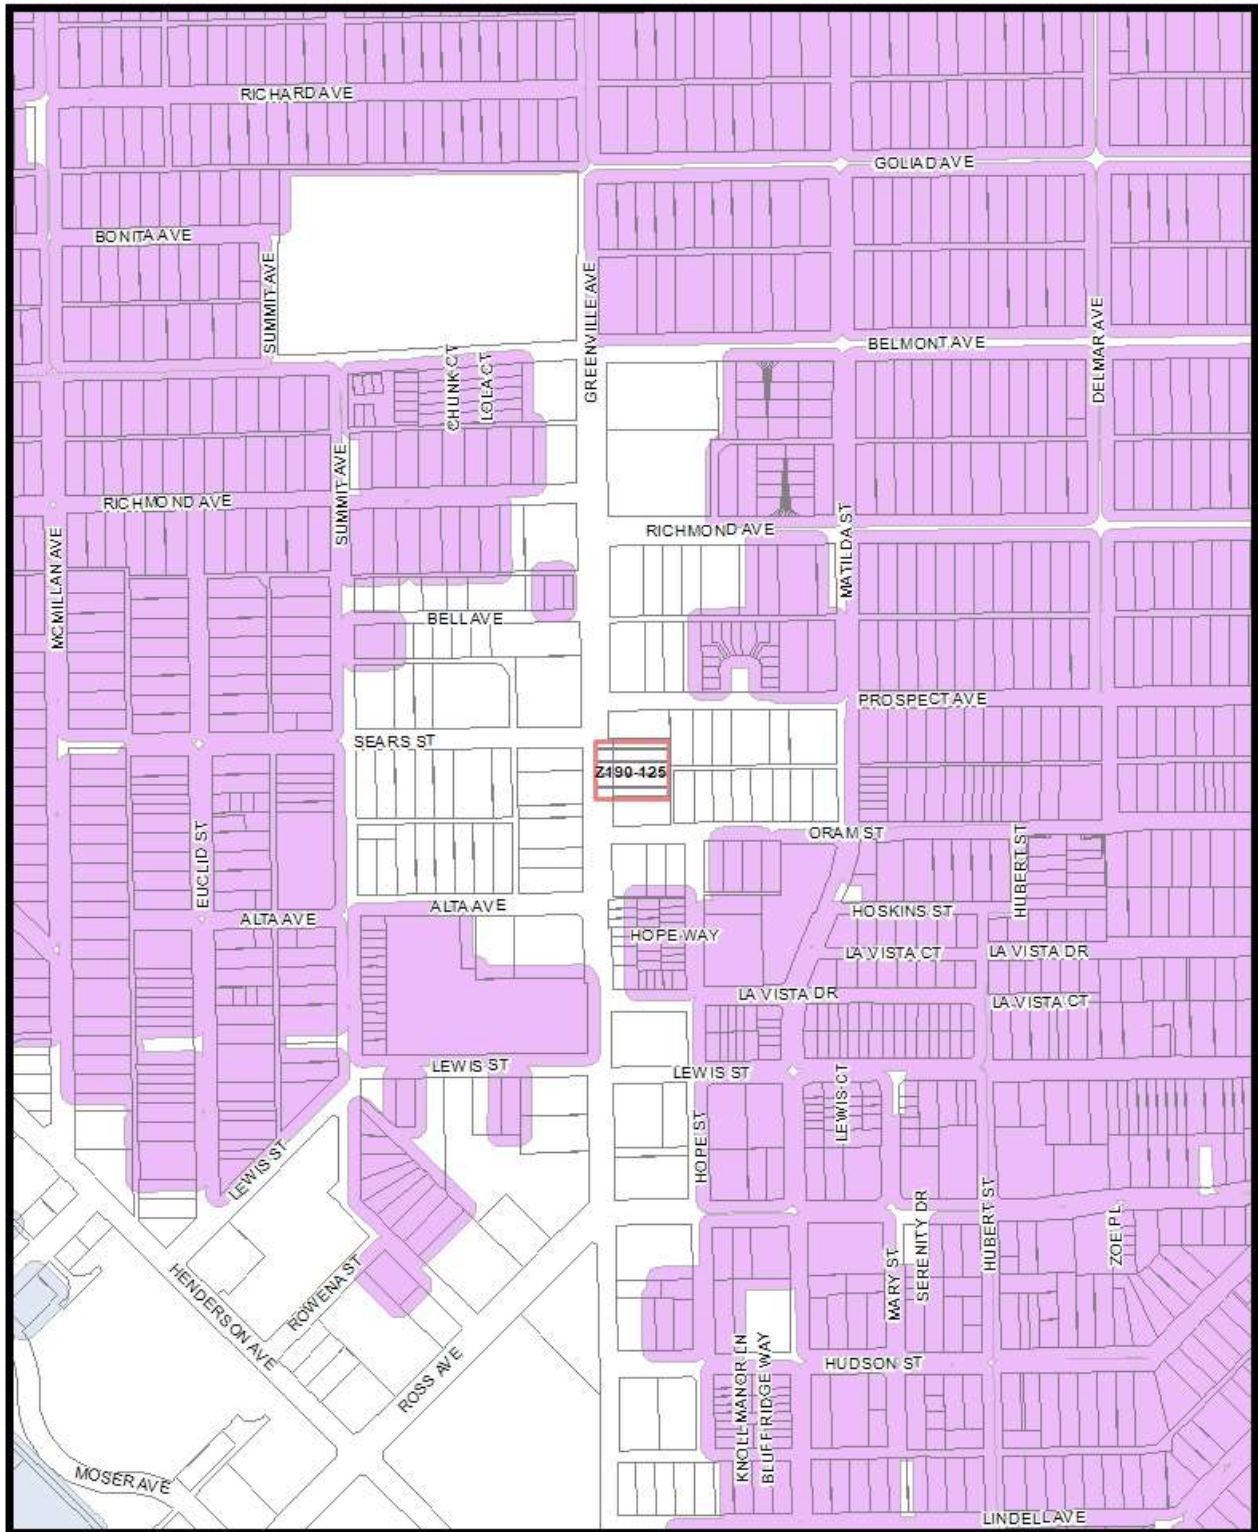 RICHARD AVE
GOLIAD AVE
BONITA AVE
SUMMIT AVE
GREENVILLE AVE
DELMAR AVE
BELMONT AVE
CHUNK CT
LOLA CT
SUMMIT AVE
RICHMOND AVE
RICHMOND AVE
MATILDA ST
MCMILLAN AVE
BELL AVE
PROSPECT AVE
SEARS ST
Z190-125
EUCLID ST
ORAM ST
HUBERT ST
ALTA AVE
ALTA AVE
HOSKINS ST
HOPE WAY
LA VISTA CT
LA VISTA DR
LA VISTA DR
LA VISTA CT
LEWIS ST
LEWIS ST
LEWIS CT
HOPE ST
LEWIS ST
HUBERT ST
SERENITY DR
ZOE PL
MARY ST
HENDERSON AVE
ROWENA ST
ROSS AVE
HUDSON ST
KNOLL MANOR LN
BLUFFRIDGE WAY
MOSER AVE
LINDELL AVE